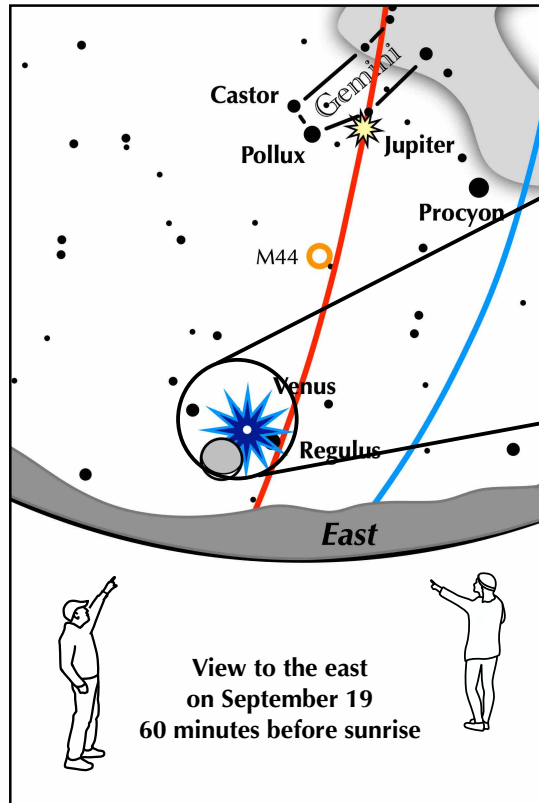 Gemini
Castor
Pollux
Jupiter
Procyon
M44
Venus
Regulus
East
View to the east
on September 19
60 minutes before sunrise